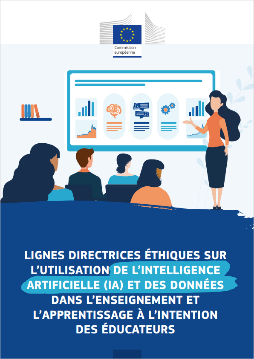 Commission
européenne
LIGNES DIRECTRICES ÉTHIQUES SUR
L'UTILISATION DE L'INTELLIGENCE
ARTIFICIELLE (IA) ET DES DONNÉES
DANS L'ENSEIGNEMENT ET
L'APPRENTISSAGE À L'INTENTION
DES ÉDUCATEURS